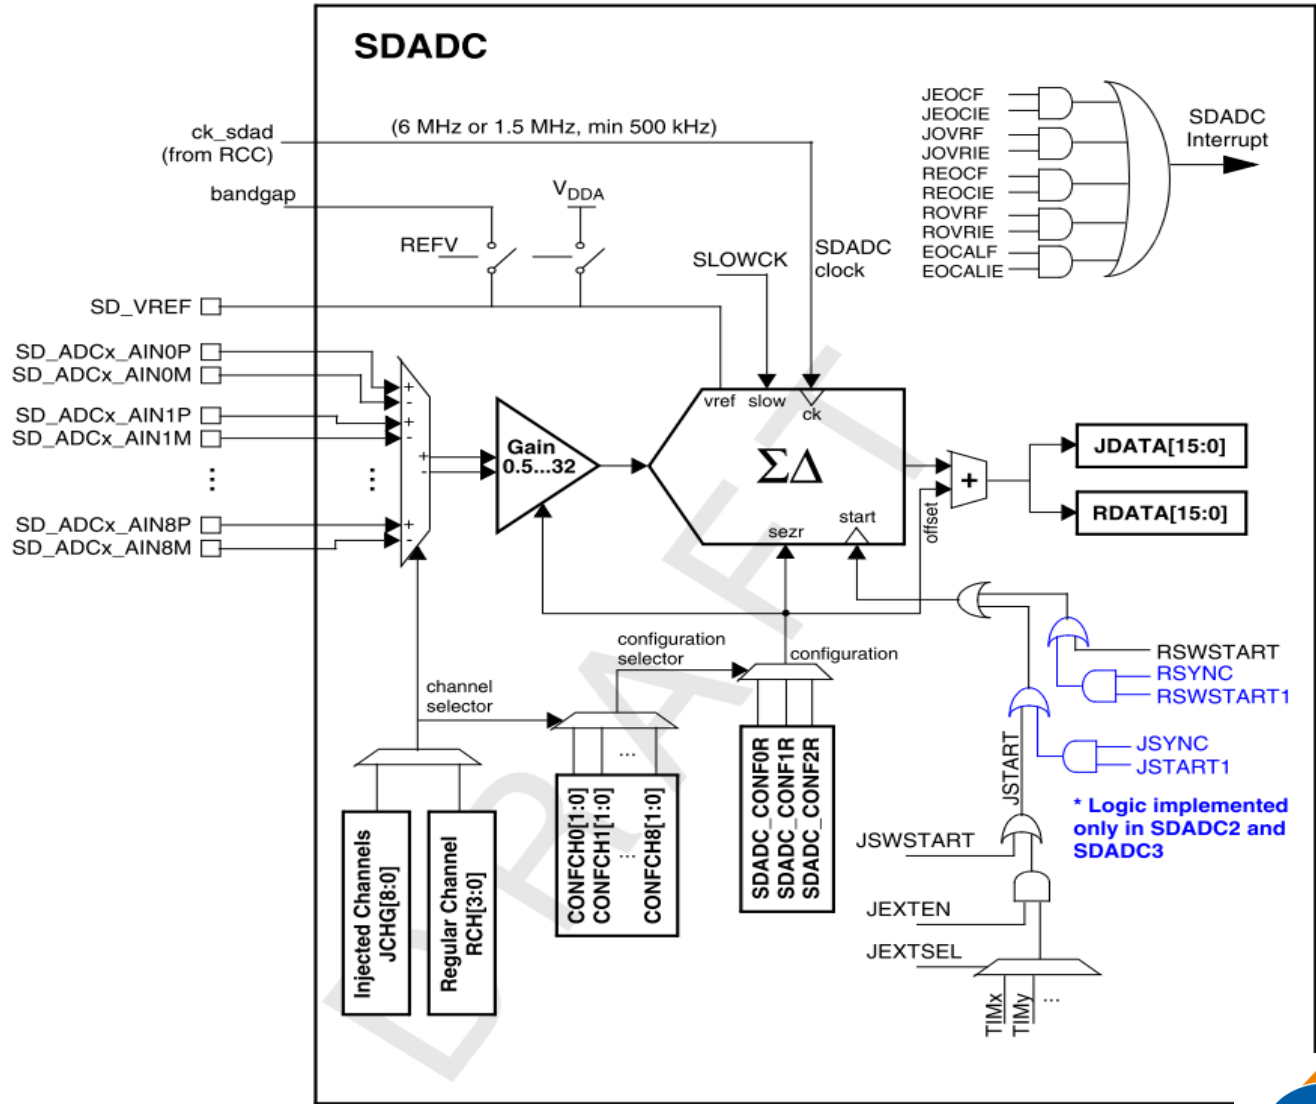 SDADC
ck_sdad
(from RCC)
(6 MHz or 1.5 MHz, min 500 kHz)
bandgap
VDDA
REFV
SLOWCK
SDADC
clock
JEOCF
JEOCIE
JOVRF
JOVRIE
REOCF
REOCIE
ROVRF
ROVRIE
EOCALF
EOCALIE
SDADC
Interrupt
SD_VREF
SD_ADCx_AIN0P
SD_ADCx_AIN0M
SD_ADCx_AIN1P
SD_ADCx_AIN1M
...
SD_ADCx_AIN8P
SD_ADCx_AIN8M
+
-
+
-
...
+
-
+
-
Gain
0.5...32
vref slow ck
ΣΔ
sezr
start
offset
+
JDATA[15:0]
RDATA[15:0]
configuration
selector
configuration
channel
selector
RSWSTART
RSYNC
RSWSTART1
JSYNC
JSTART1
JSTART
* Logic implemented
only in SDADC2 and
SDADC3
Injected Channels
JCHG[8:0]
Regular Channel
RCH[3:0]
...
CONFCH0[1:0]
CONFCH1[1:0]
...
CONFCH8[1:0]
SDADC_CONF0R
SDADC_CONF1R
SDADC_CONF2R
JSWSTART
JEXTEN
JEXTSEL
TIMx
TIMy
...
DRAFT